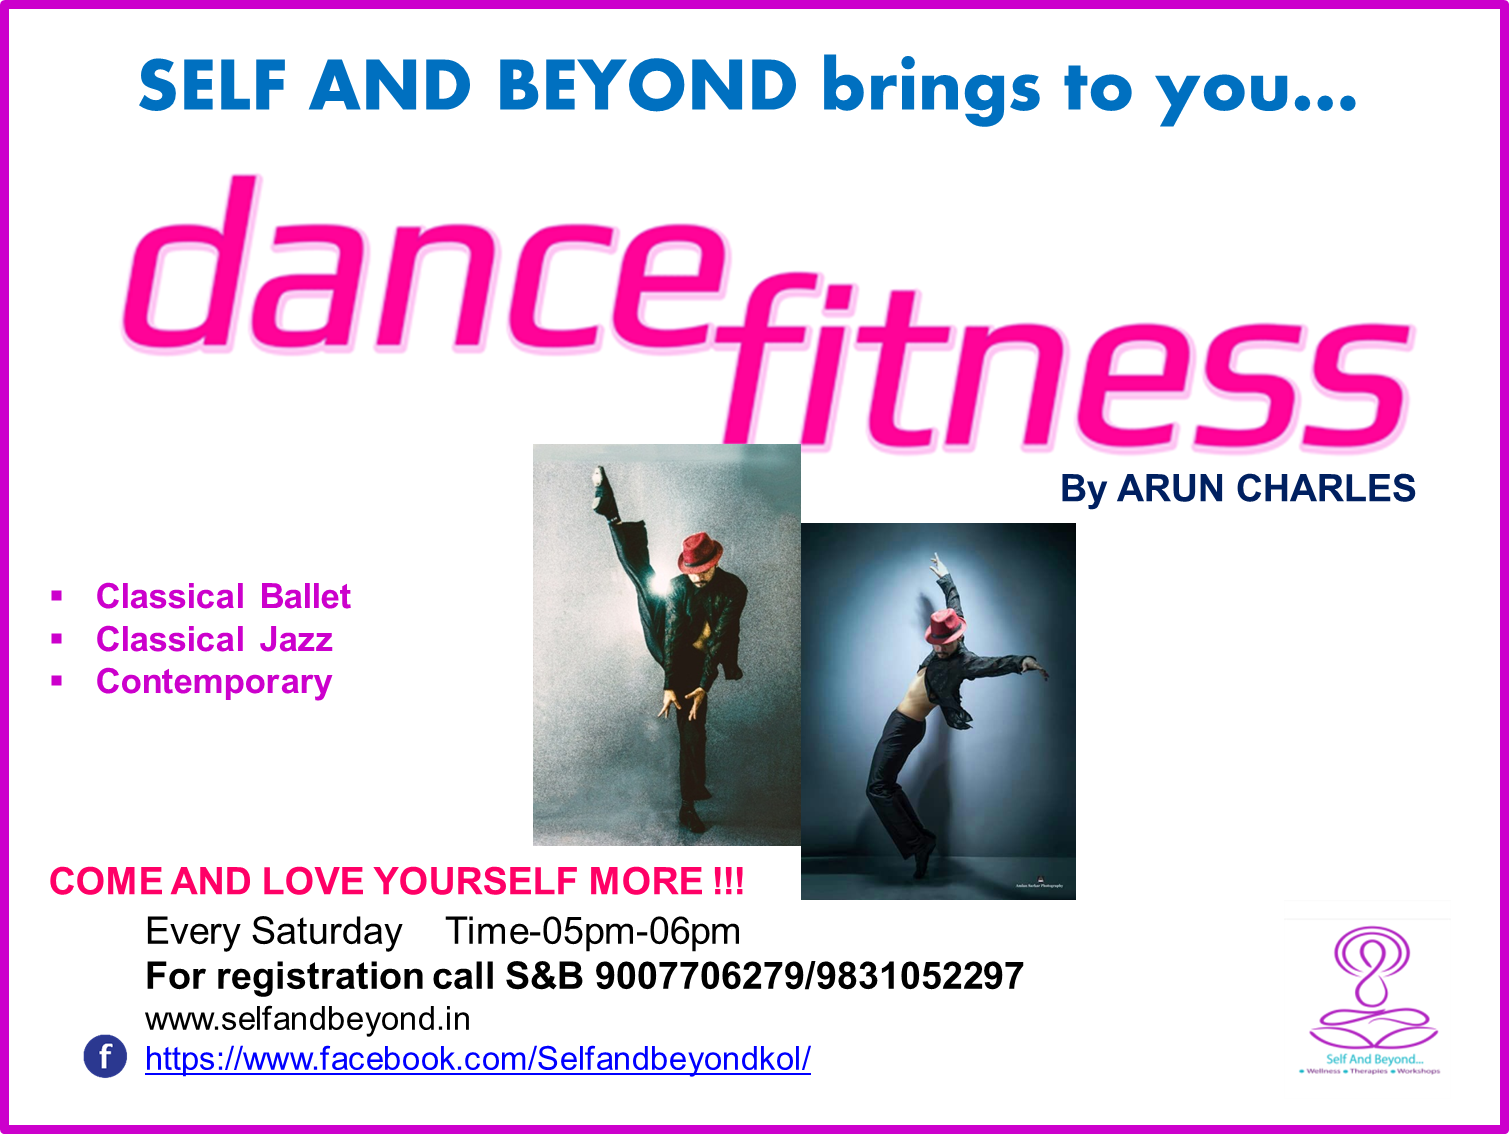 SELF AND BEYOND brings to you...
dance
fitness
By ARUN CHARLES
▪ Classical Ballet
▪ Classical Jazz
▪ Contemporary
COME AND LOVE YOURSELF MORE !!!
Every Saturday Time-05pm-06pm
For registration call S&B 9007706279/9831052297
www.selfandbeyond.in
f https://www.facebook.com/Selfandbeyondkol/
Self And Beyond...
• Wellness • Therapies • Workshops